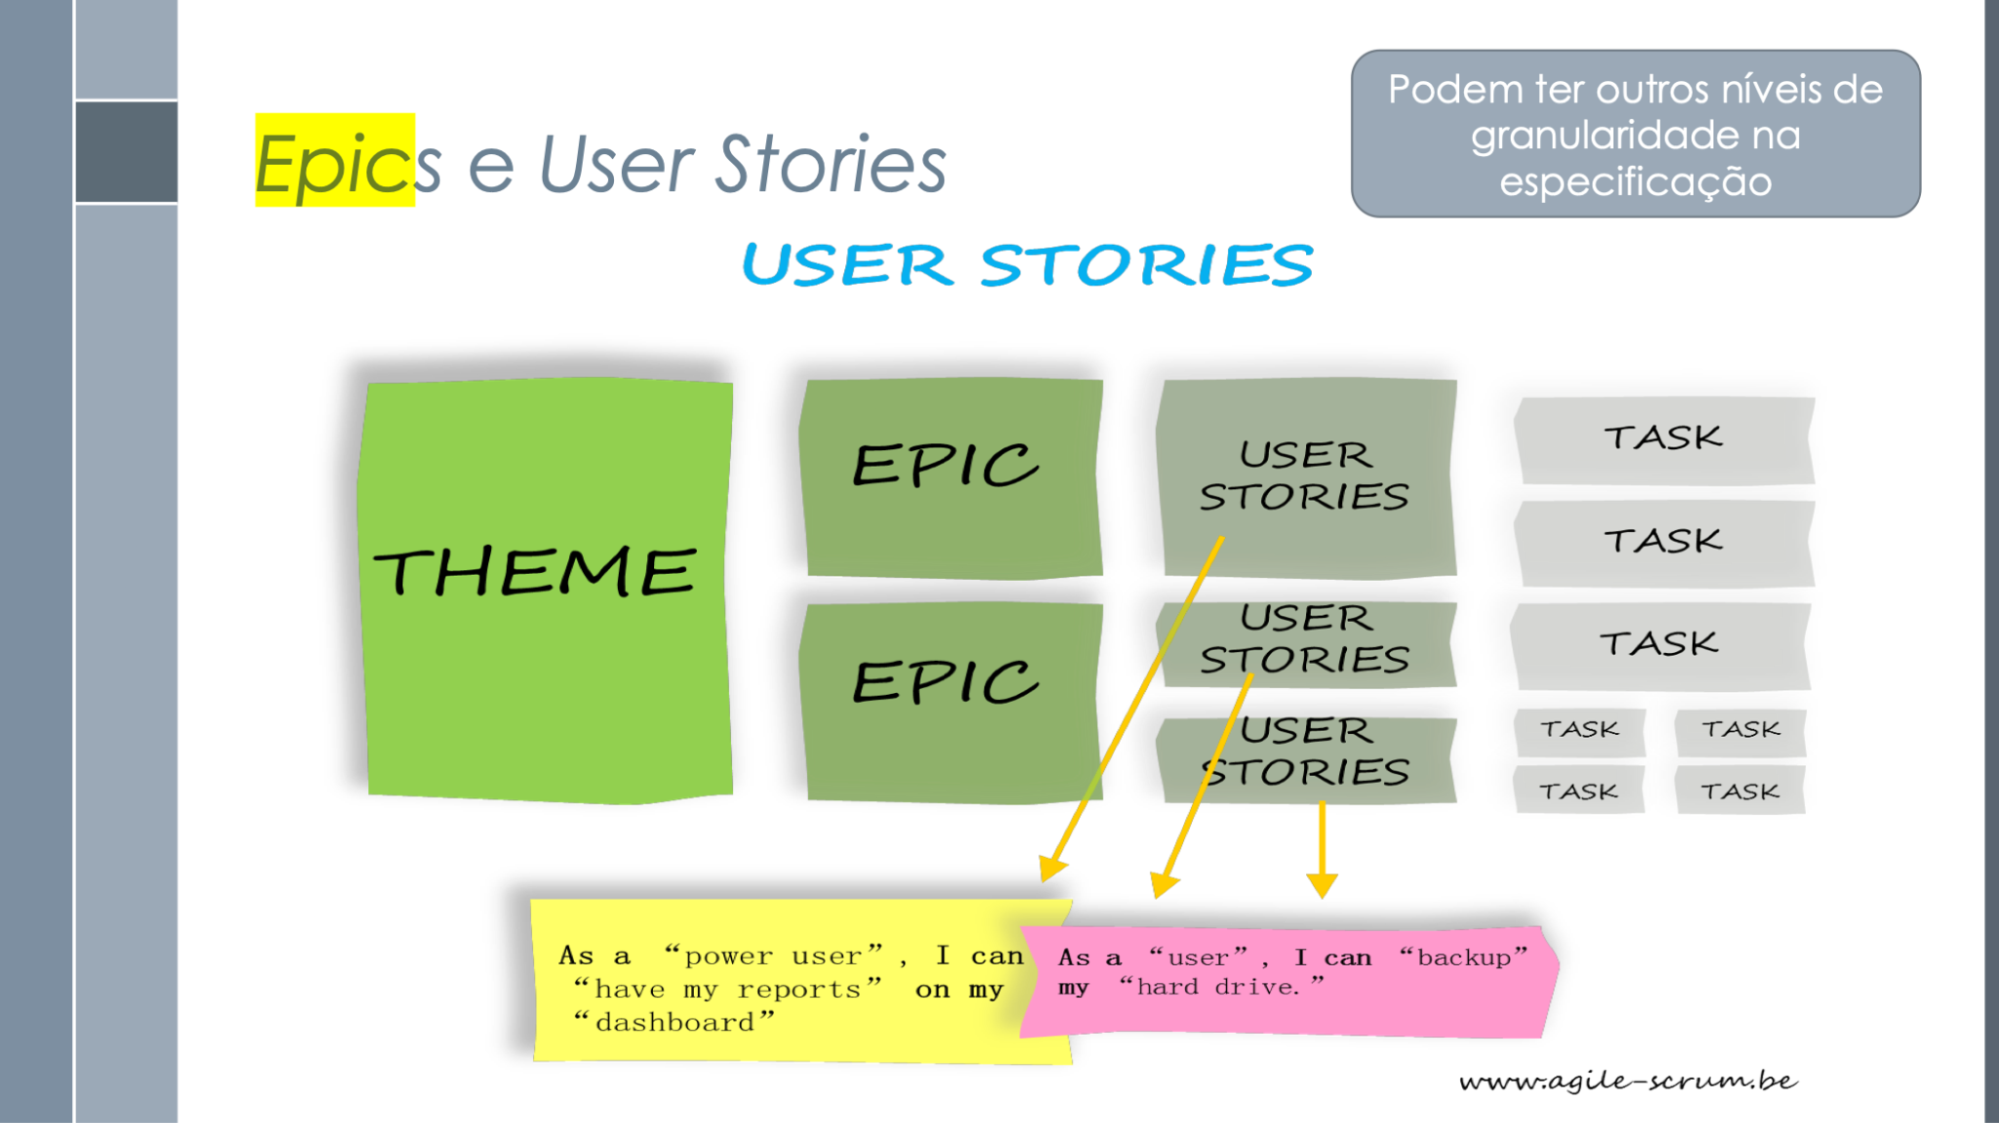 Podem ter outros níveis de
granularidade na
especificação
Epics e User Stories
USER STORIES
THEME
EPIC
EPIC
USER
STORIES
USER
STORIES
USER
STORIES
TASK
TASK
TASK
TASK TASK
TASK TASK
As a “power user”, I can
“have my reports” on my
“dashboard”
As a “user”, I can “backup”
my “hard drive.”
www.agile-scrum.be